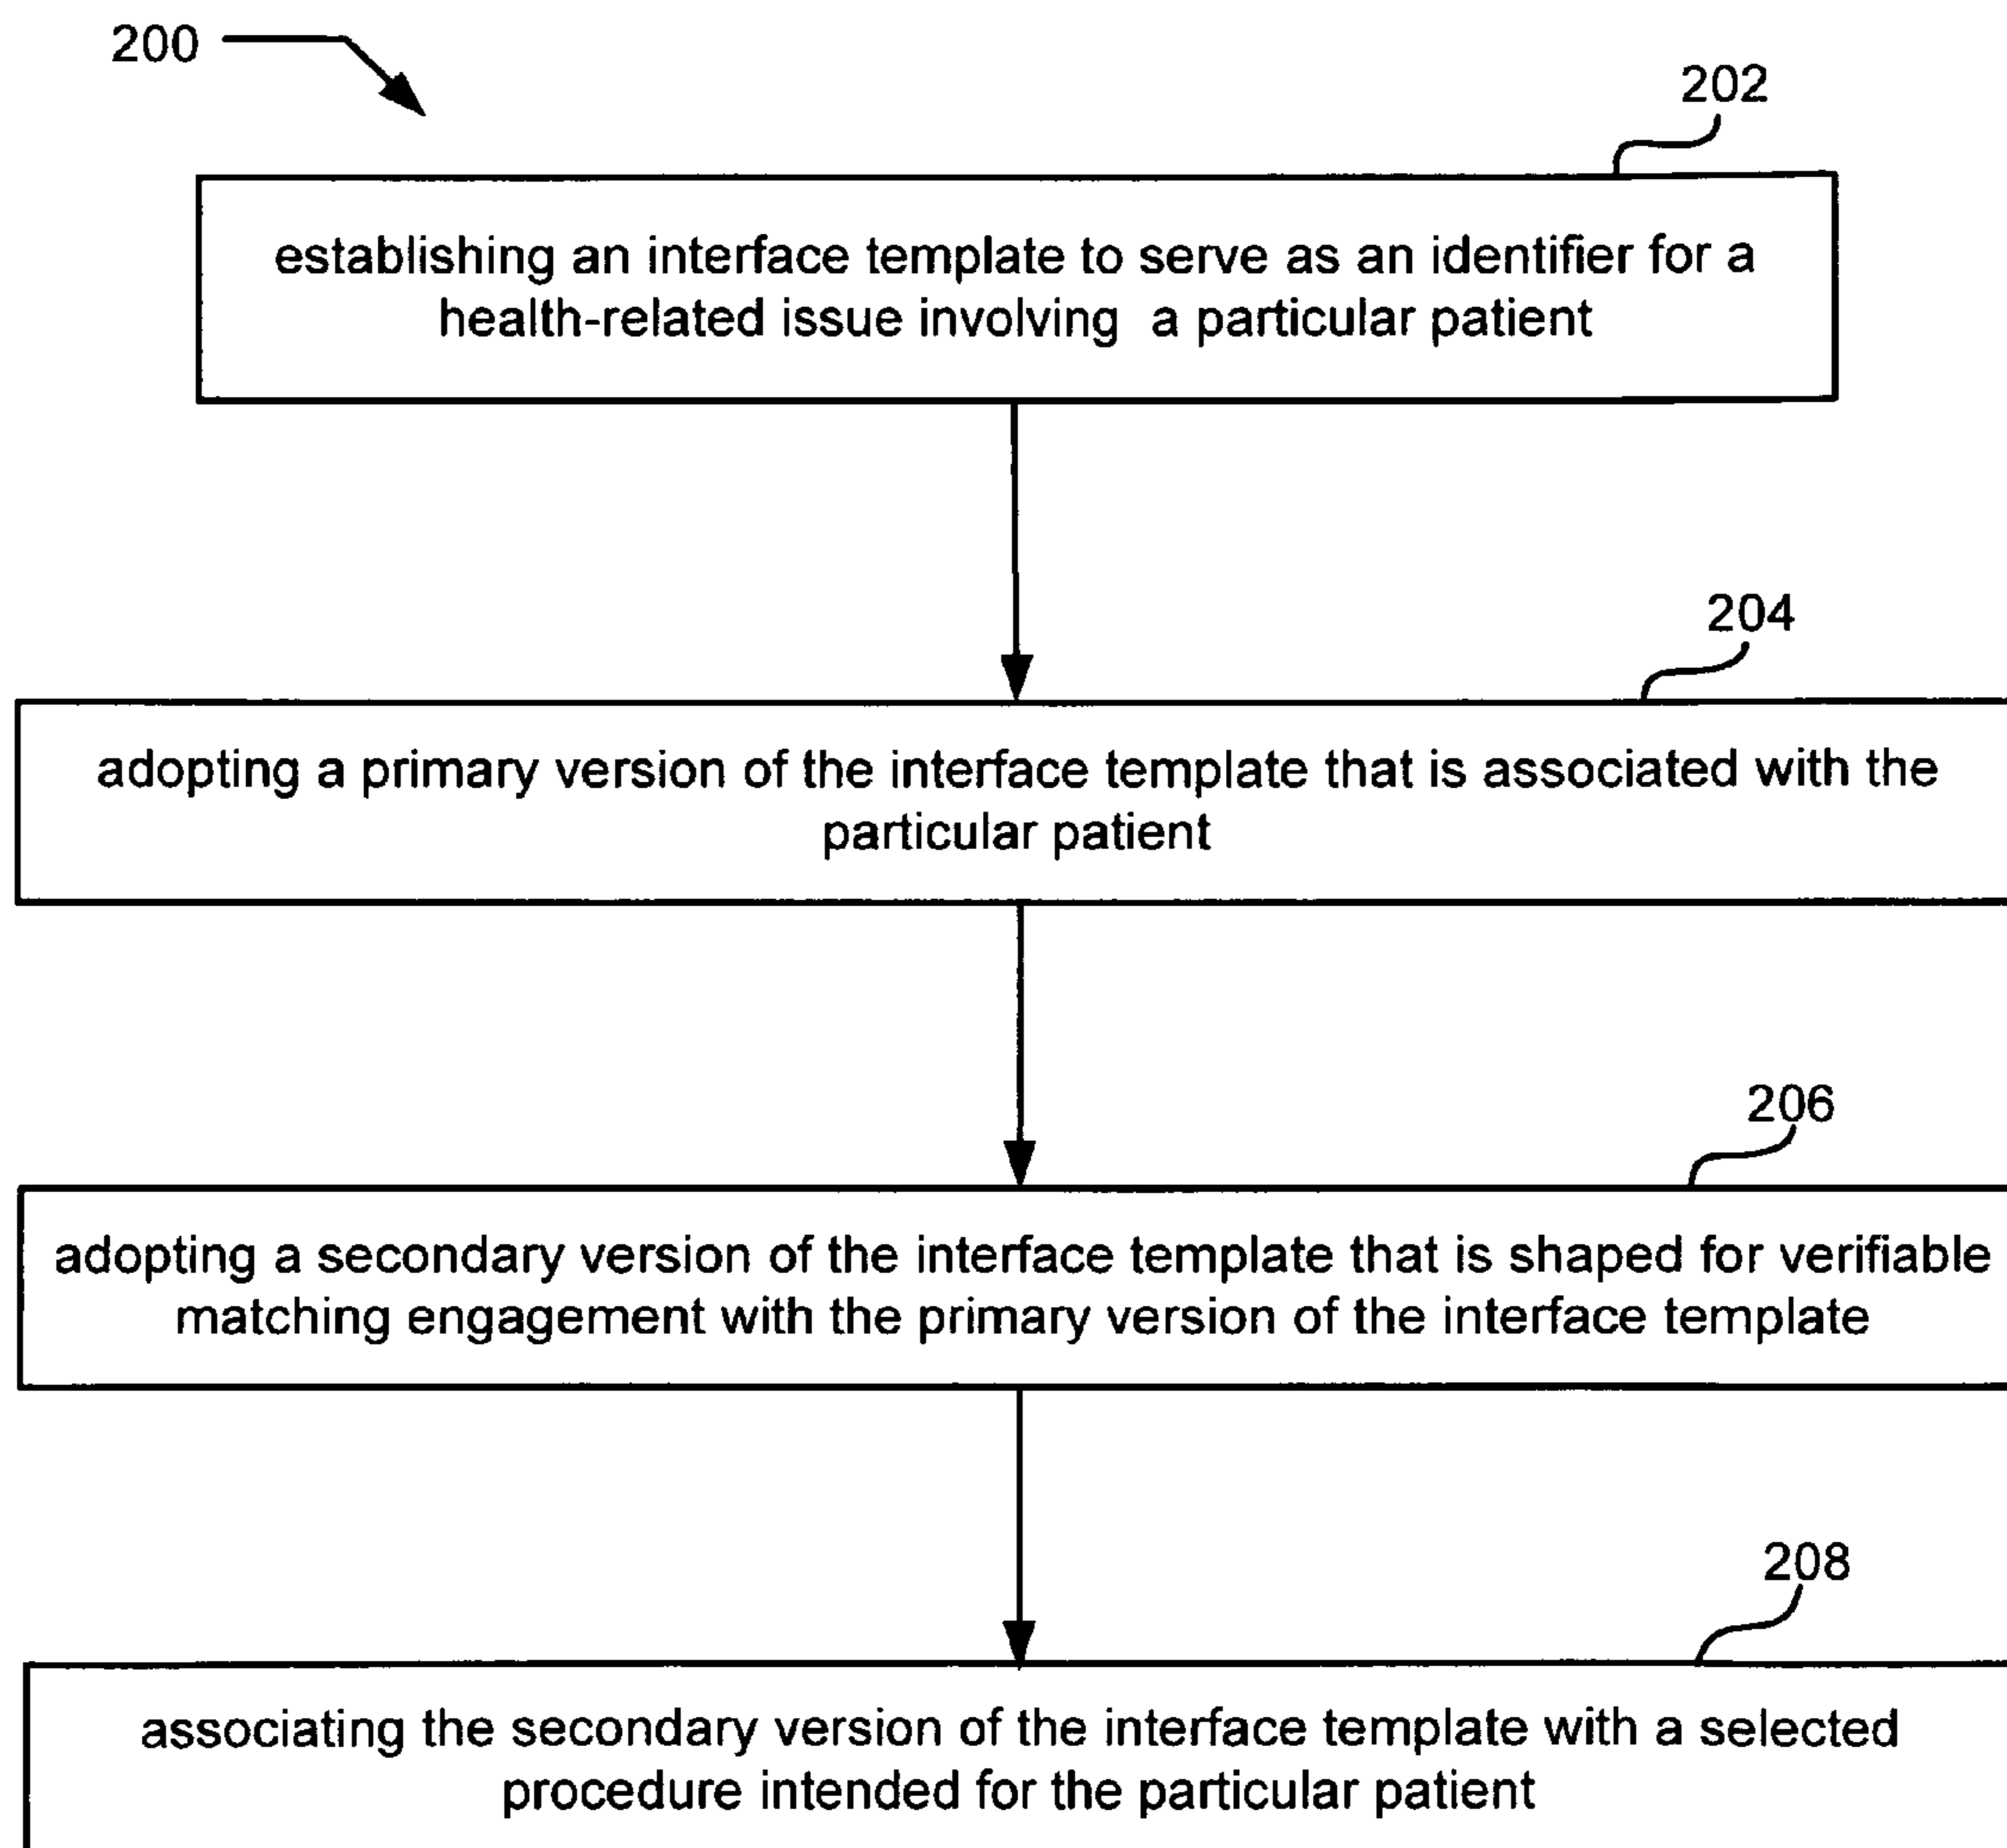 200
202
establishing an interface template to serve as an identifier for a
health-related issue involving a particular patient
204
adopting a primary version of the interface template that is associated with the
particular patient
206
adopting a secondary version of the interface template that is shaped for verifiable
matching engagement with the primary version of the interface template
208
associating the secondary version of the interface template with a selected
procedure intended for the particular patient